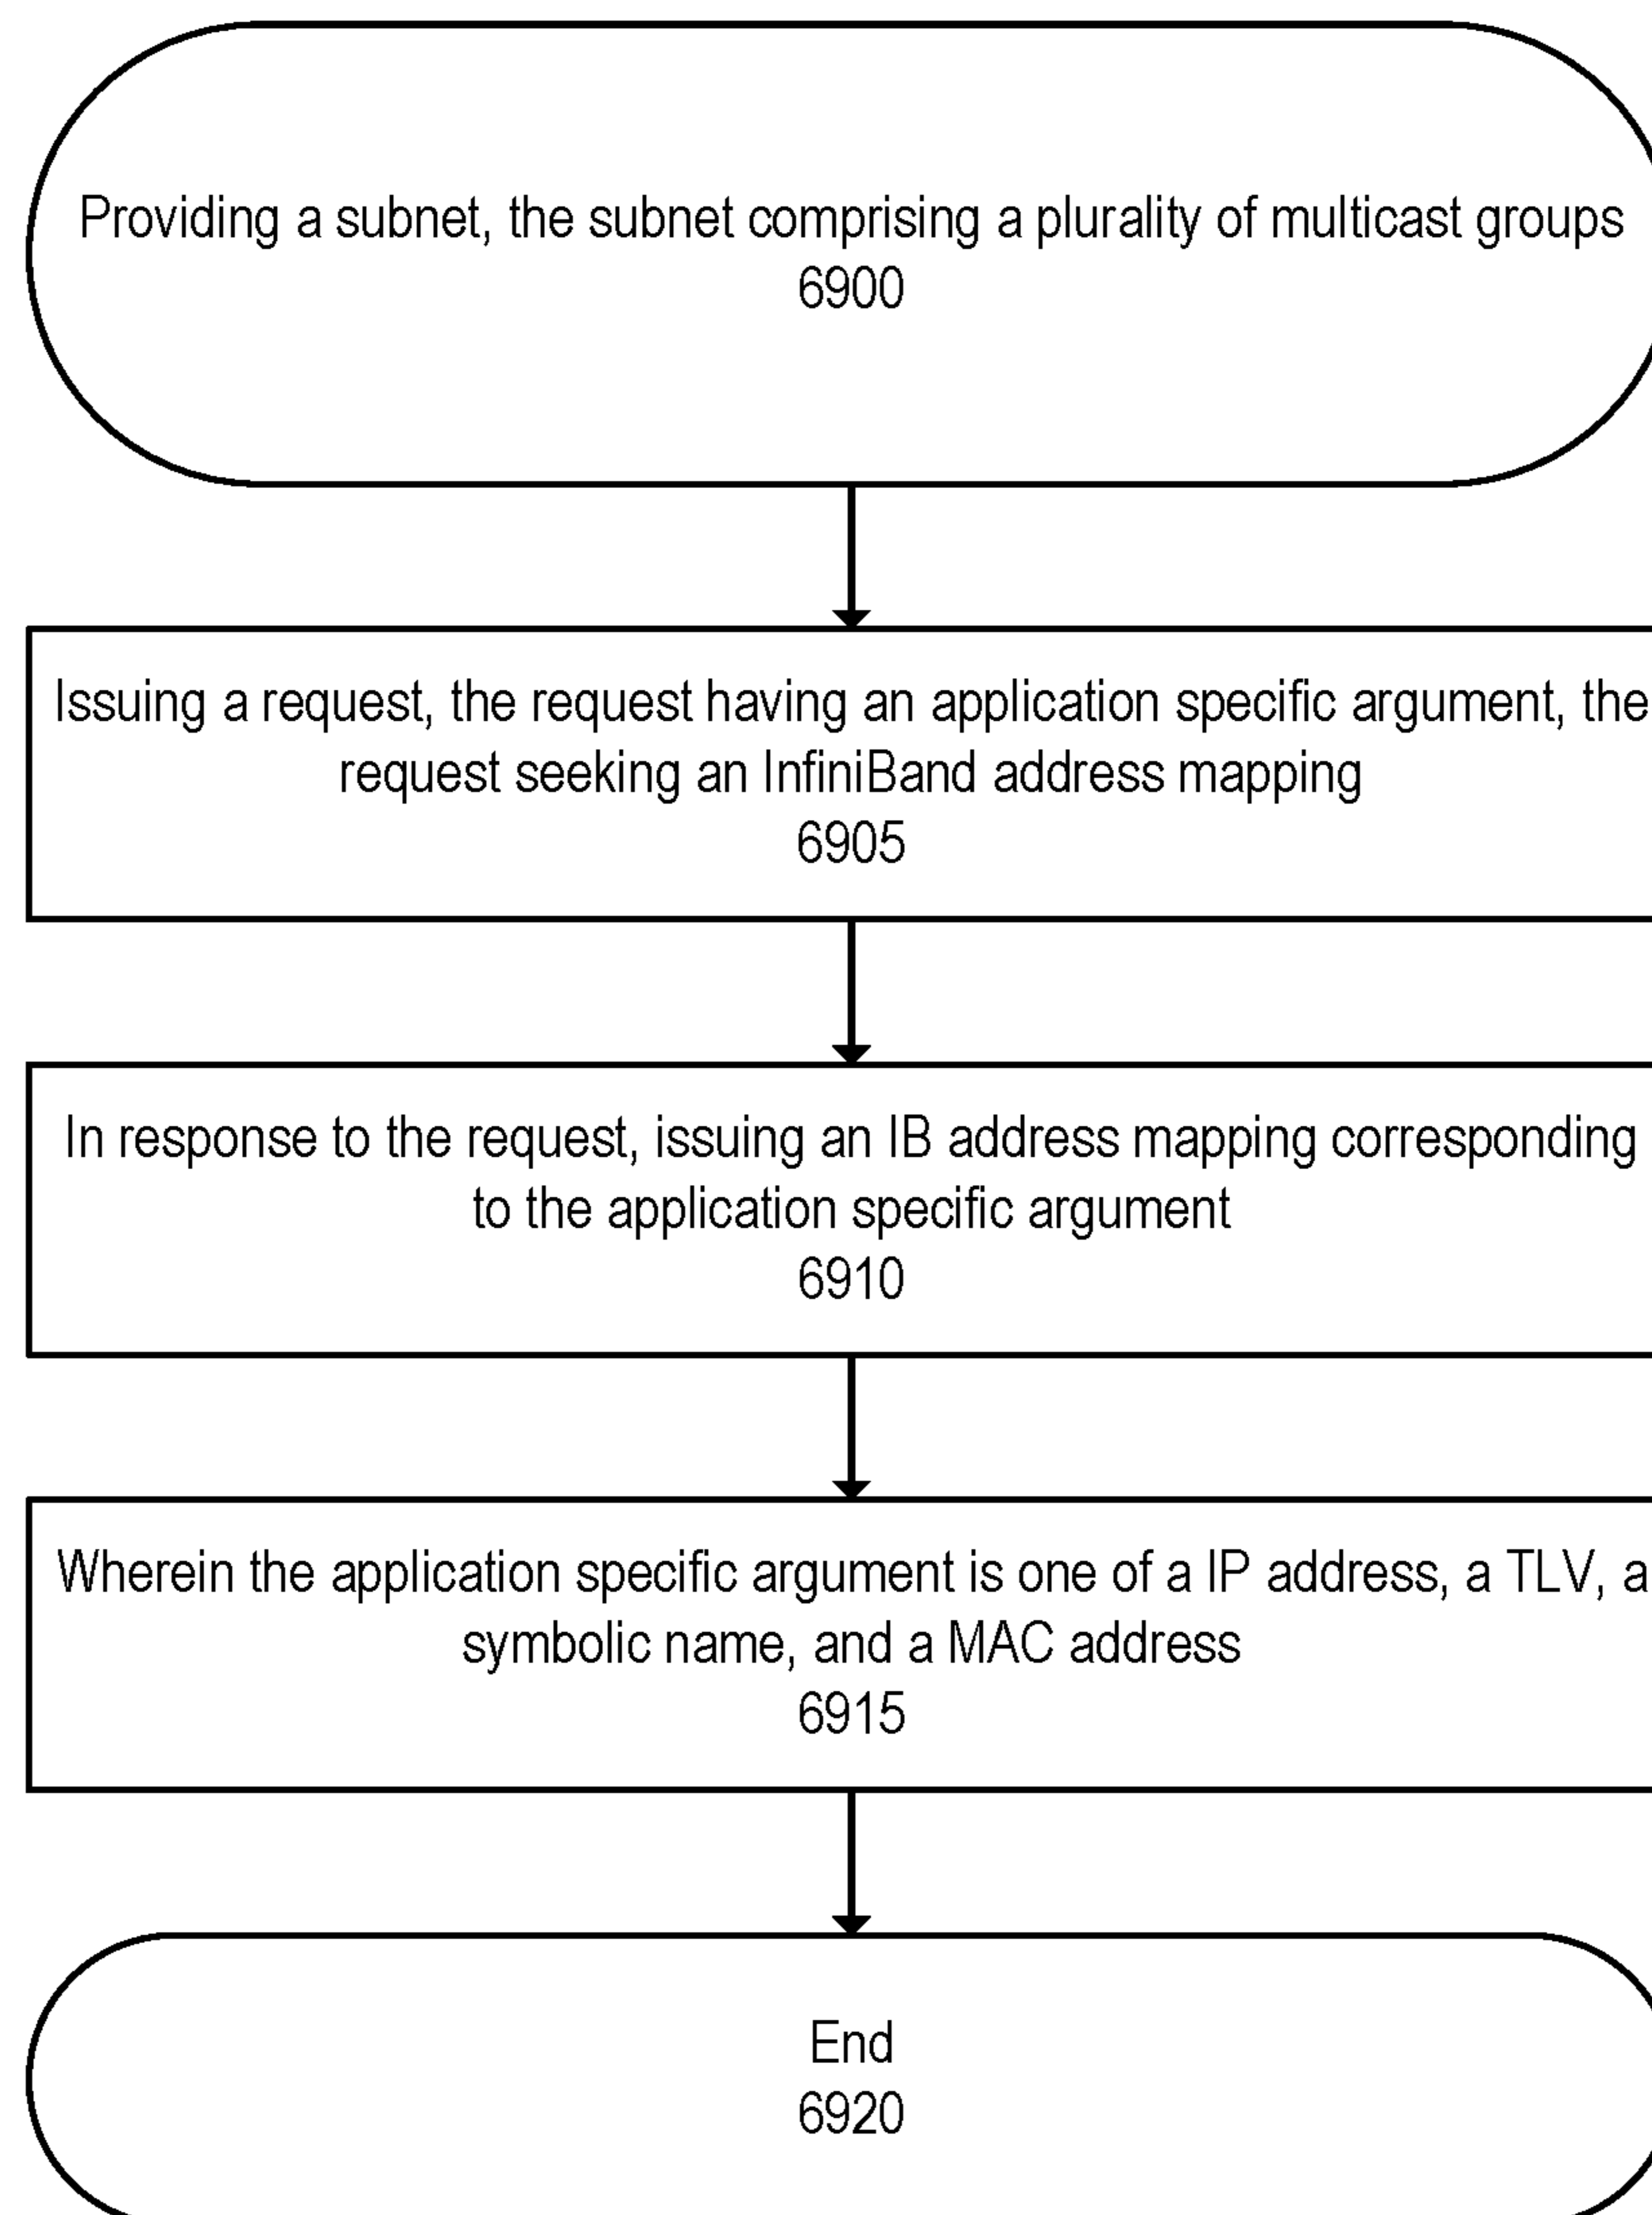 Providing a subnet, the subnet comprising a plurality of multicast groups
6900
Issuing a request, the request having an application specific argument, the
request seeking an InfiniBand address mapping
6905
In response to the request, issuing an IB address mapping corresponding
to the application specific argument
6910
Wherein the application specific argument is one of a IP address, a TLV, a
symbolic name, and a MAC address
6915
End
6920